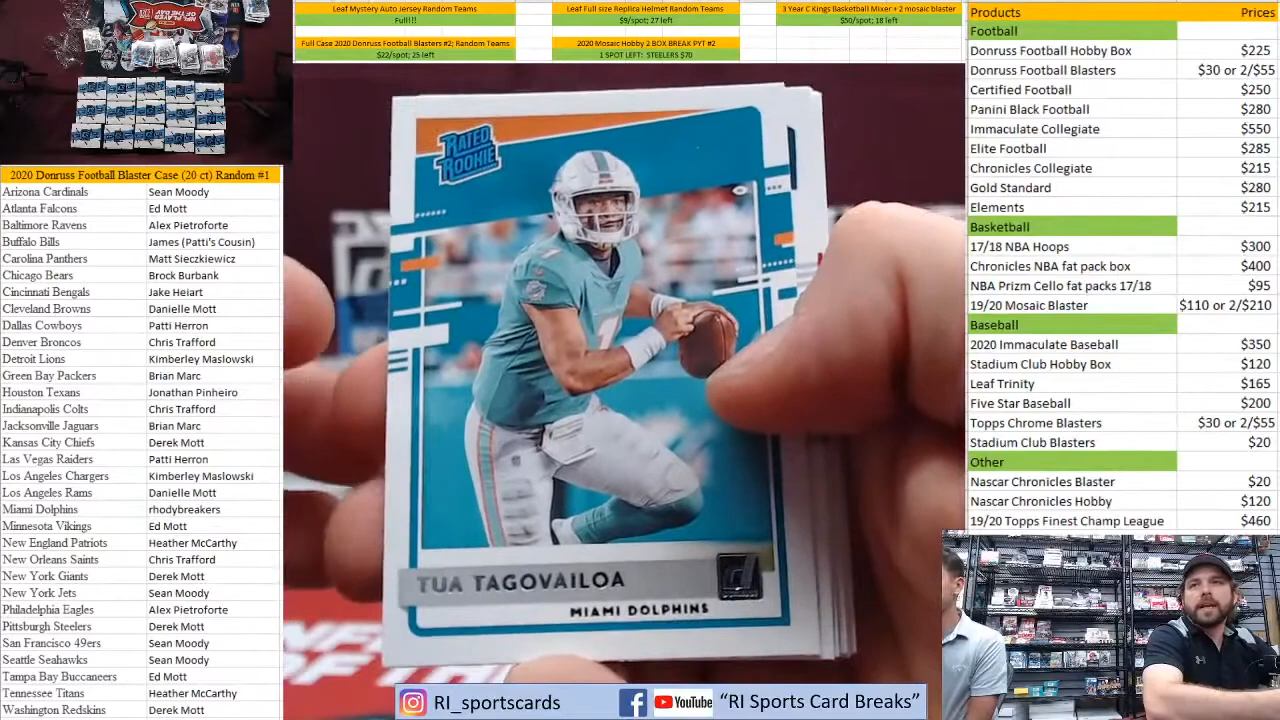 Leaf Mystery Auto Jersey Random Teams
Full!!!
Leaf Full size Replica Helmet Random Teams
$9/spot; 27 left
3 Year C Kings Basketball Mixer + 2 mosaic blaster
$50/spot; 18 left
Full Case 2020 Donruss Football Blasters #2; Random Teams
$22/spot; 25 left
2020 Mosaic Hobby 2 BOX BREAK PYT #2
1 SPOT LEFT: STEELERS $70
2020 Donruss Football Blaster Case (20 ct) Random #1
Arizona Cardinals Sean Moody
Atlanta Falcons Ed Mott
Baltimore Ravens Alex Pietroforte
Buffalo Bills James (Patti's Cousin)
Carolina Panthers Matt Sieczkiewicz
Chicago Bears Brock Burbank
Cincinnati Bengals Jake Heiart
Cleveland Browns Danielle Mott
Dallas Cowboys Patti Herron
Denver Broncos Chris Trafford
Detroit Lions Kimberley Maslowski
Green Bay Packers Brian Marc
Houston Texans Jonathan Pinheiro
Indianapolis Colts Chris Trafford
Jacksonville Jaguars Brian Marc
Kansas City Chiefs Derek Mott
Las Vegas Raiders Patti Herron
Los Angeles Chargers Kimberley Maslowski
Los Angeles Rams Danielle Mott
Miami Dolphins rhodybreakers
Minnesota Vikings Ed Mott
New England Patriots Heather McCarthy
New Orleans Saints Chris Trafford
New York Giants Derek Mott
New York Jets Sean Moody
Philadelphia Eagles Alex Pietroforte
Pittsburgh Steelers Derek Mott
San Francisco 49ers Sean Moody
Seattle Seahawks Sean Moody
Tampa Bay Buccaneers Ed Mott
Tennessee Titans Heather McCarthy
Washington Redskins Derek Mott
RATED
ROOKIE
TUA TAGOVAILOA
MIAMI DOLPHINS
Products Prices
Football
Donruss Football Hobby Box $225
Donruss Football Blasters $30 or 2/$55
Certified Football $250
Panini Black Football $280
Immaculate Collegiate $550
Elite Football $285
Chronicles Collegiate $215
Gold Standard $280
Elements $215
Basketball
17/18 NBA Hoops $300
Chronicles NBA fat pack box $400
NBA Prizm Cello fat packs 17/18 $95
19/20 Mosaic Blaster $110 or 2/$210
Baseball
2020 Immaculate Baseball $350
Stadium Club Hobby Box $120
Leaf Trinity $165
Five Star Baseball $200
Topps Chrome Blasters $30 or 2/$55
Stadium Club Blasters $20
Other
Nascar Chronicles Blaster $20
Nascar Chronicles Hobby $120
19/20 Topps Finest Champ League $460
RI_sportscards
YouTube
"RI Sports Card Breaks"